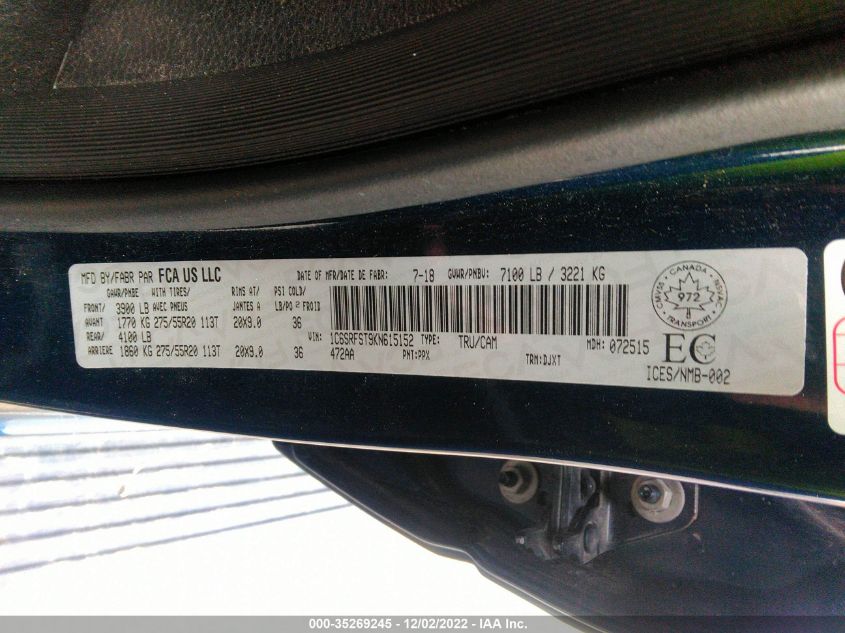 MFD BY/FABR PAR FCA US LLC DATE OF MFR/DATE DE FABR: 7-18 GVWR/PNBV: 7100 LB / 3221 KG
GAWR/PNBE WITH TIRES/ RIMS AT/ PSI COLD/
FRONT/ 3900 LB AVEC PNEUS JANTES A LB/PO² FROID
AVANT 1770 KG 275/55R20 113T 20X9.0 36
REAR/ 4100 LB
ARRIERE 1860 KG 275/55R20 113T 20X9.0 36
VIN: 1C6SRFST9KN615152 TYPE: TRU/CAM MDH: 072515
472AA PNT:PPX TRM:DJXT
CANADA
972
TRANSPORT
CMVSS NSVAC
EC
ICES/NMB-002
000-35269245 - 12/02/2022 - IAA Inc.